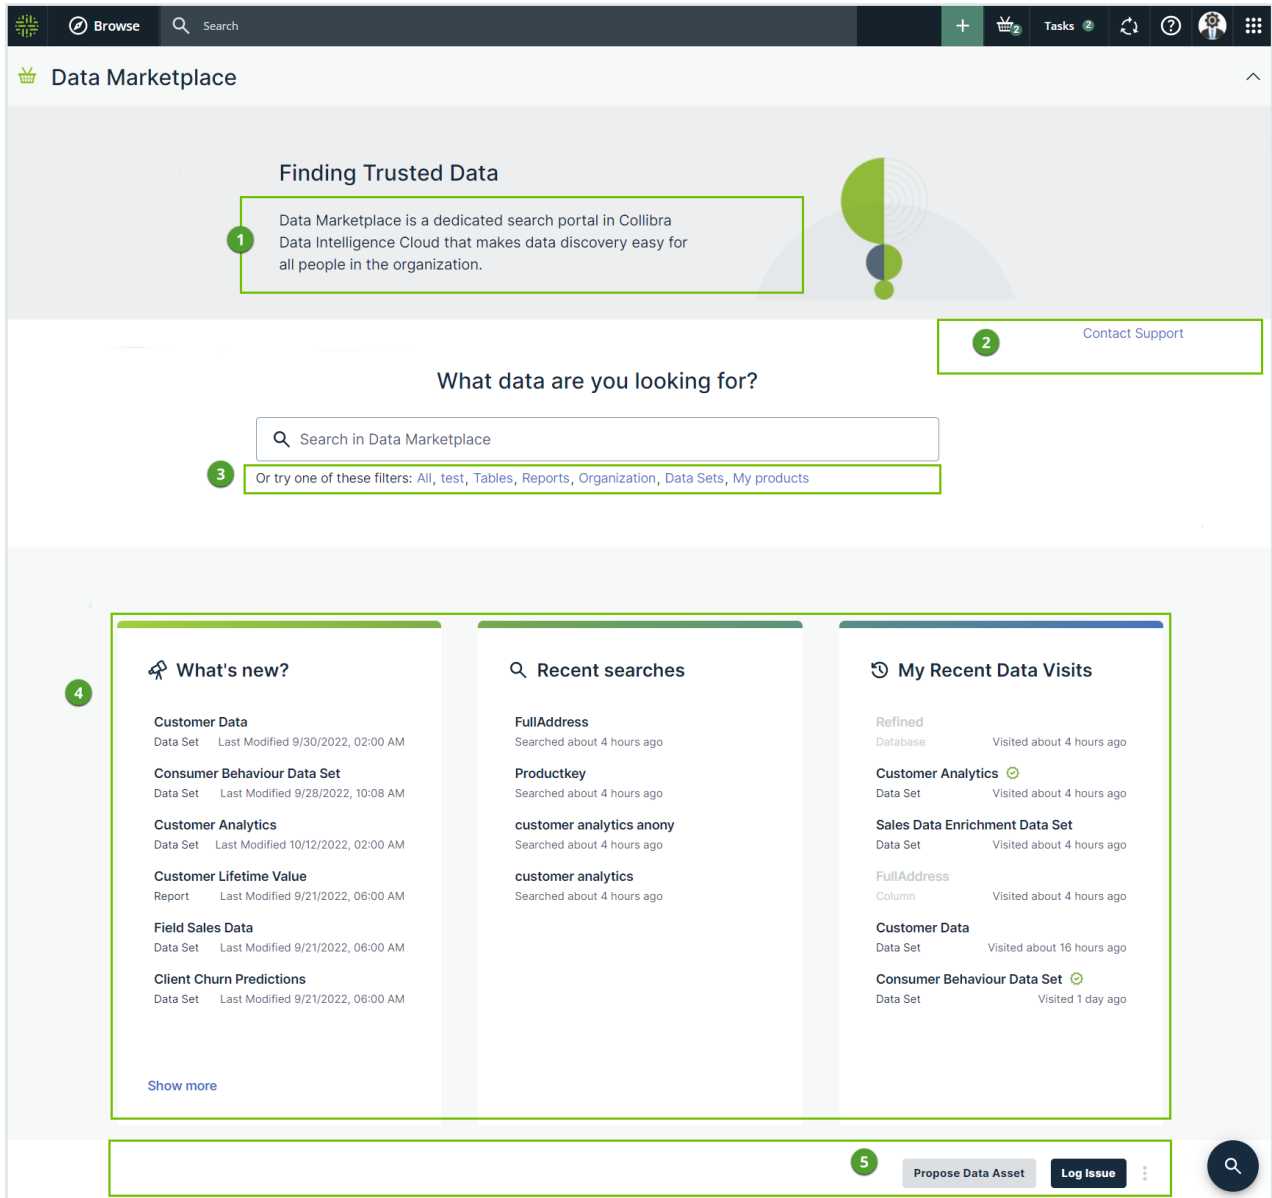 Browse Search + 2 Tasks 2
Data Marketplace
Finding Trusted Data
1
Data Marketplace is a dedicated search portal in Collibra
Data Intelligence Cloud that makes data discovery easy for
all people in the organization.
2 Contact Support
What data are you looking for?
Search in Data Marketplace
3 Or try one of these filters: All, test, Tables, Reports, Organization, Data Sets, My products
4
What's new?
Customer Data
Data Set Last Modified 9/30/2022, 02:00 AM
Consumer Behaviour Data Set
Data Set Last Modified 9/28/2022, 10:08 AM
Customer Analytics
Data Set Last Modified 10/12/2022, 02:00 AM
Customer Lifetime Value
Report Last Modified 9/21/2022, 06:00 AM
Field Sales Data
Data Set Last Modified 9/21/2022, 06:00 AM
Client Churn Predictions
Data Set Last Modified 9/21/2022, 06:00 AM
Show more
Recent searches
FullAddress
Searched about 4 hours ago
Productkey
Searched about 4 hours ago
customer analytics anony
Searched about 4 hours ago
customer analytics
Searched about 4 hours ago
My Recent Data Visits
Refined
Database Visited about 4 hours ago
Customer Analytics
Data Set Visited about 4 hours ago
Sales Data Enrichment Data Set
Data Set Visited about 4 hours ago
FullAddress
Column Visited about 4 hours ago
Customer Data
Data Set Visited about 16 hours ago
Consumer Behaviour Data Set
Data Set Visited 1 day ago
5 Propose Data Asset Log Issue